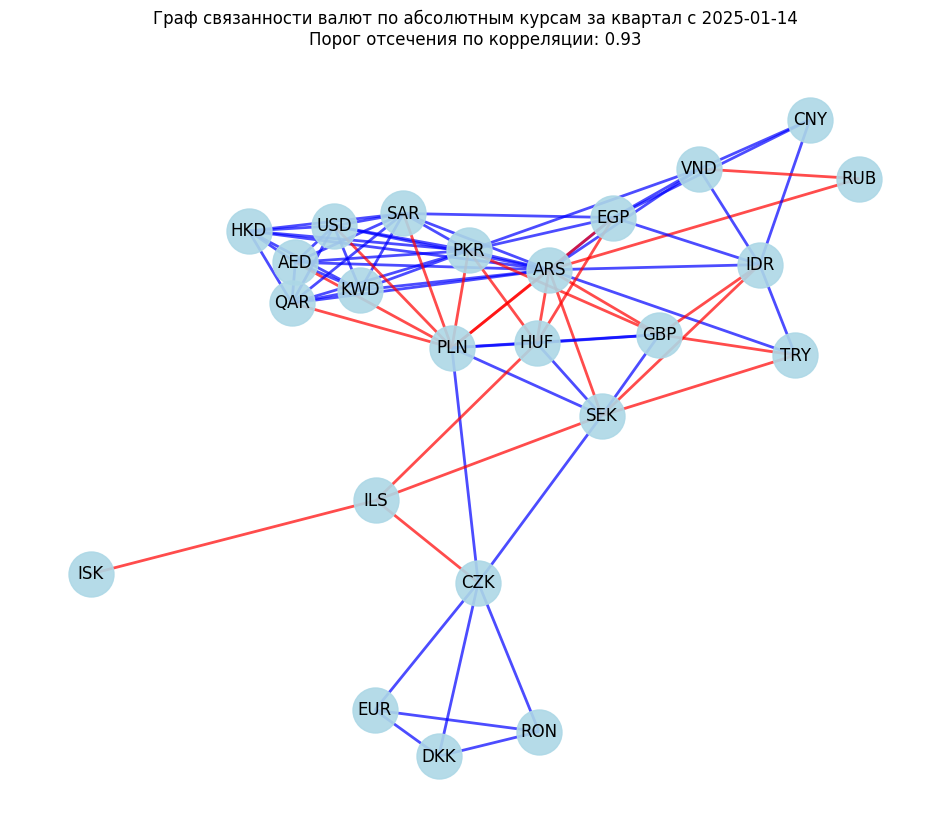 Граф связанности валют по абсолютным курсам за квартал с 2025-01-14
Порог отсечения по корреляции: 0.93
CNY
VND
RUB
SAR
EGP
USD
HKD
PKR
AED
IDR
ARS
KWD
QAR
GBP
HUF
PLN
TRY
SEK
ILS
ISK
CZK
EUR
RON
DKK